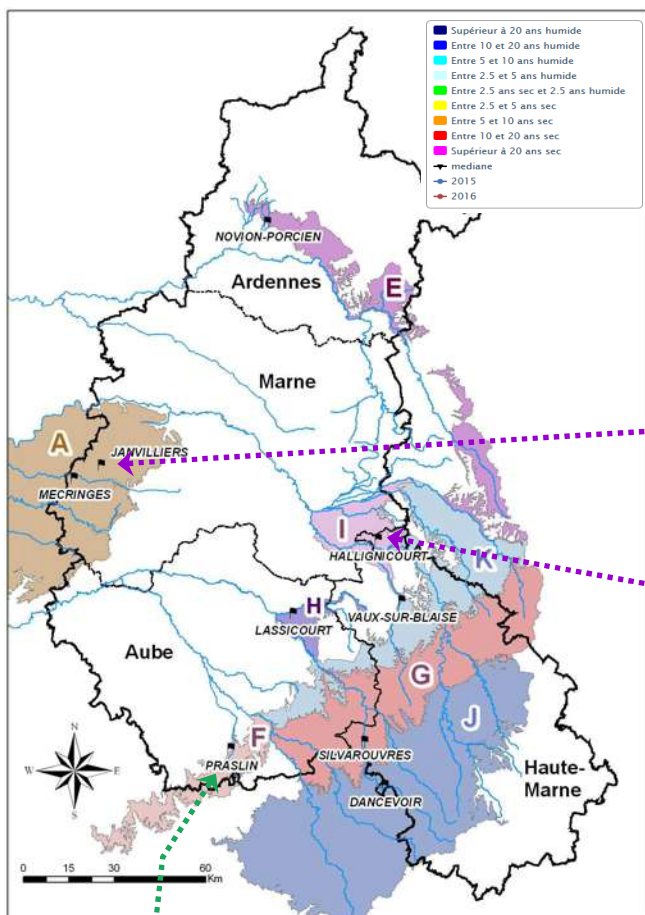 Supérieur à 20 ans humide
Entre 10 et 20 ans humide
Entre 5 et 10 ans humide
Entre 2.5 et 5 ans humide
Entre 2.5 ans sec et 2.5 ans humide
Entre 2.5 et 5 ans sec
Entre 5 et 10 ans sec
Entre 10 et 20 ans sec
Supérieur à 20 ans sec
mediane
2015
2016
NOVION-PORCIEN
Ardennes
E
Marne
A
JANVILLIERS
MECRINGES
I
HALLIGNICOURT
K
H
VAUX-SUR-BLAISE
LASSICOURT
Aube
G
J
F
SILVAROUVRES
PRASLIN
Haute-
Marne
DANCEVOIR
N
W
E
S
0 15 30 60
Km